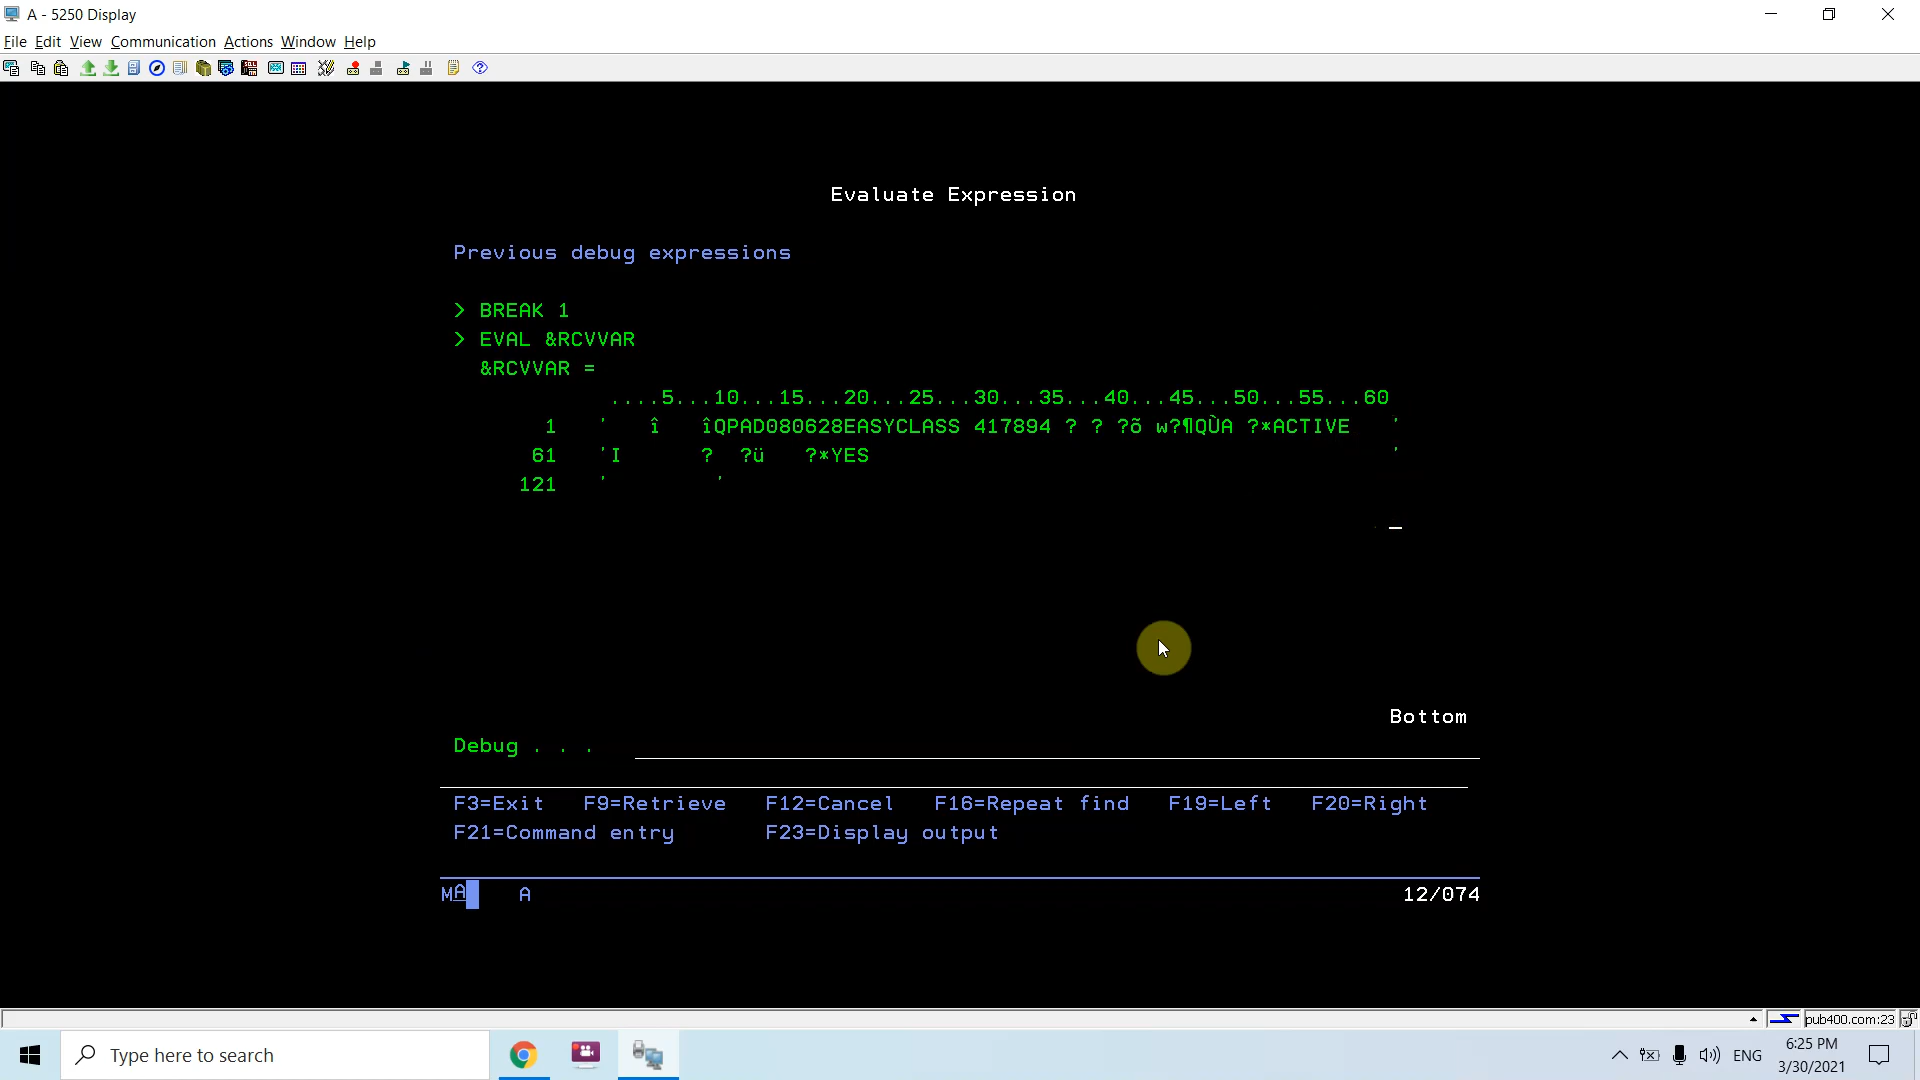 A - 5250 Display
File Edit View Communication Actions Window Help
Evaluate Expression
Previous debug expressions
> BREAK 1
> EVAL &RCVVAR
&RCVVAR =
....5...10...15...20...25...30...35...40...45...50...55...60
1 '   î   îQPAD080628EASYCLASS 417894 ? ? ?õ w?¶QÙA ?*ACTIVE   '
61 'I      ?  ?ü   ?*YES                                        '
121 '        '
Bottom
Debug . . .
F3=Exit F9=Retrieve F12=Cancel F16=Repeat find F19=Left F20=Right
F21=Command entry F23=Display output
MA A 12/074
pub400.com:23
Type here to search
ENG
6:25 PM
3/30/2021